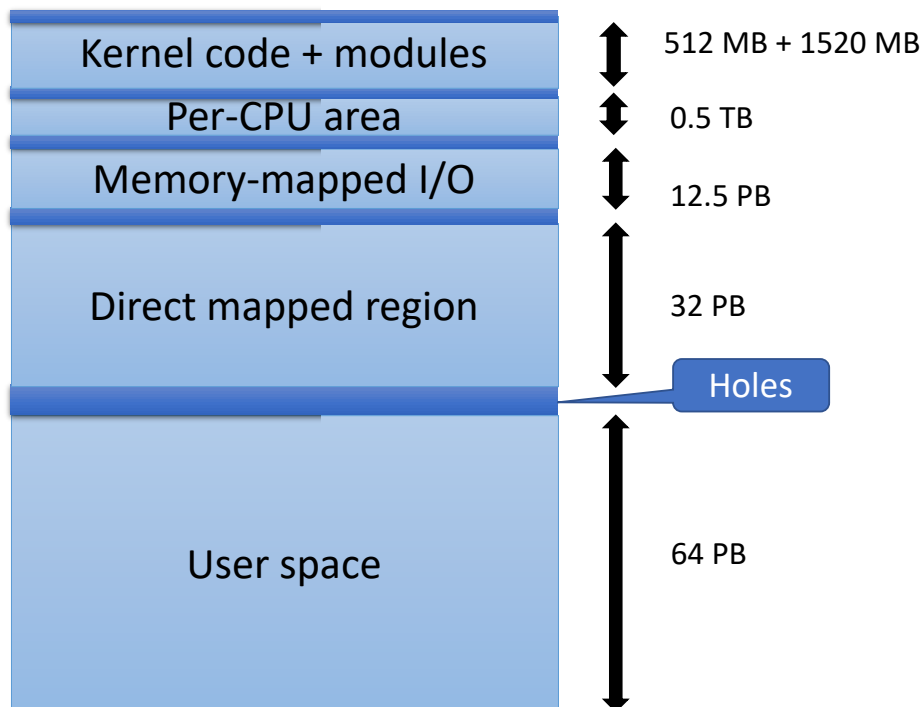 Kernel code + modules
512 MB + 1520 MB
Per-CPU area
0.5 TB
Memory-mapped I/O
12.5 PB
Direct mapped region
32 PB
Holes
User space
64 PB